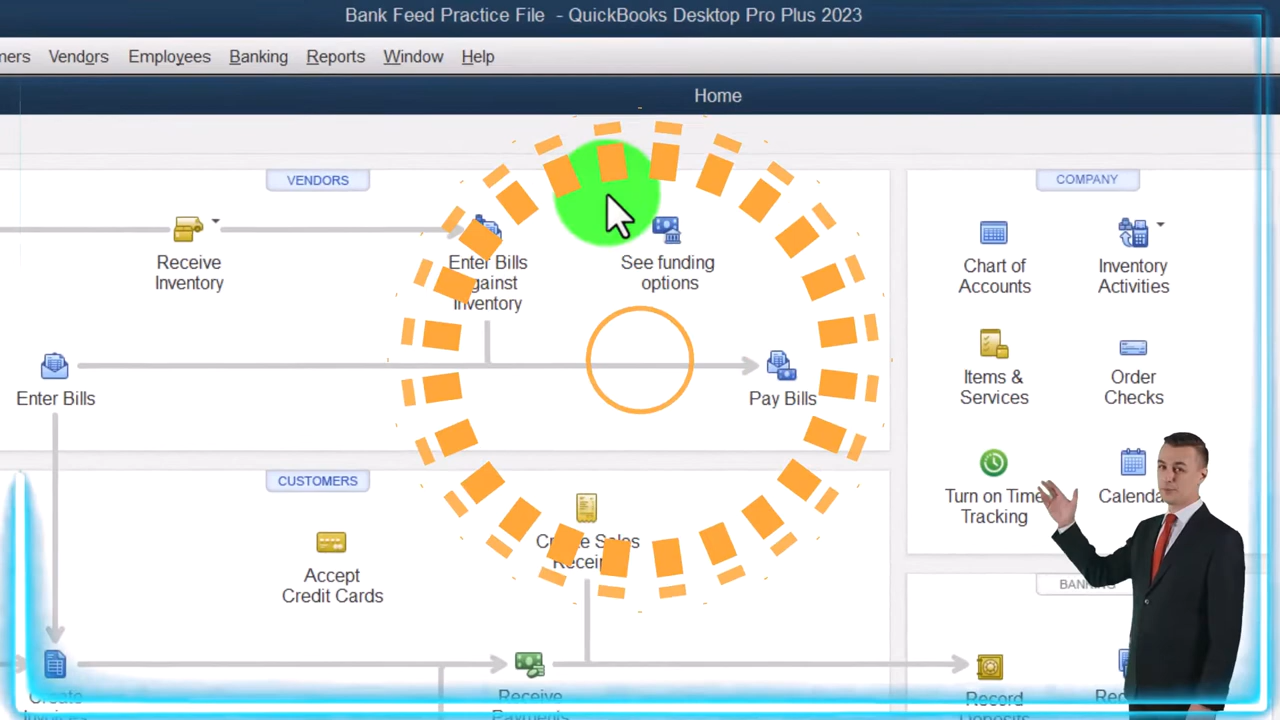 Bank Feed Practice File - QuickBooks Desktop Pro Plus 2023
Vendors Employees Banking Reports Window Help
Home
VENDORS
COMPANY
Receive
Inventory
Enter Bills
Inventory
See funding
options
Chart of
Accounts
Inventory
Activities
Enter Bills
Pay Bills
Items &
Services
Order
Checks
CUSTOMERS
Turn on Time
Tracking
Accept
Credit Cards
Receive
Record